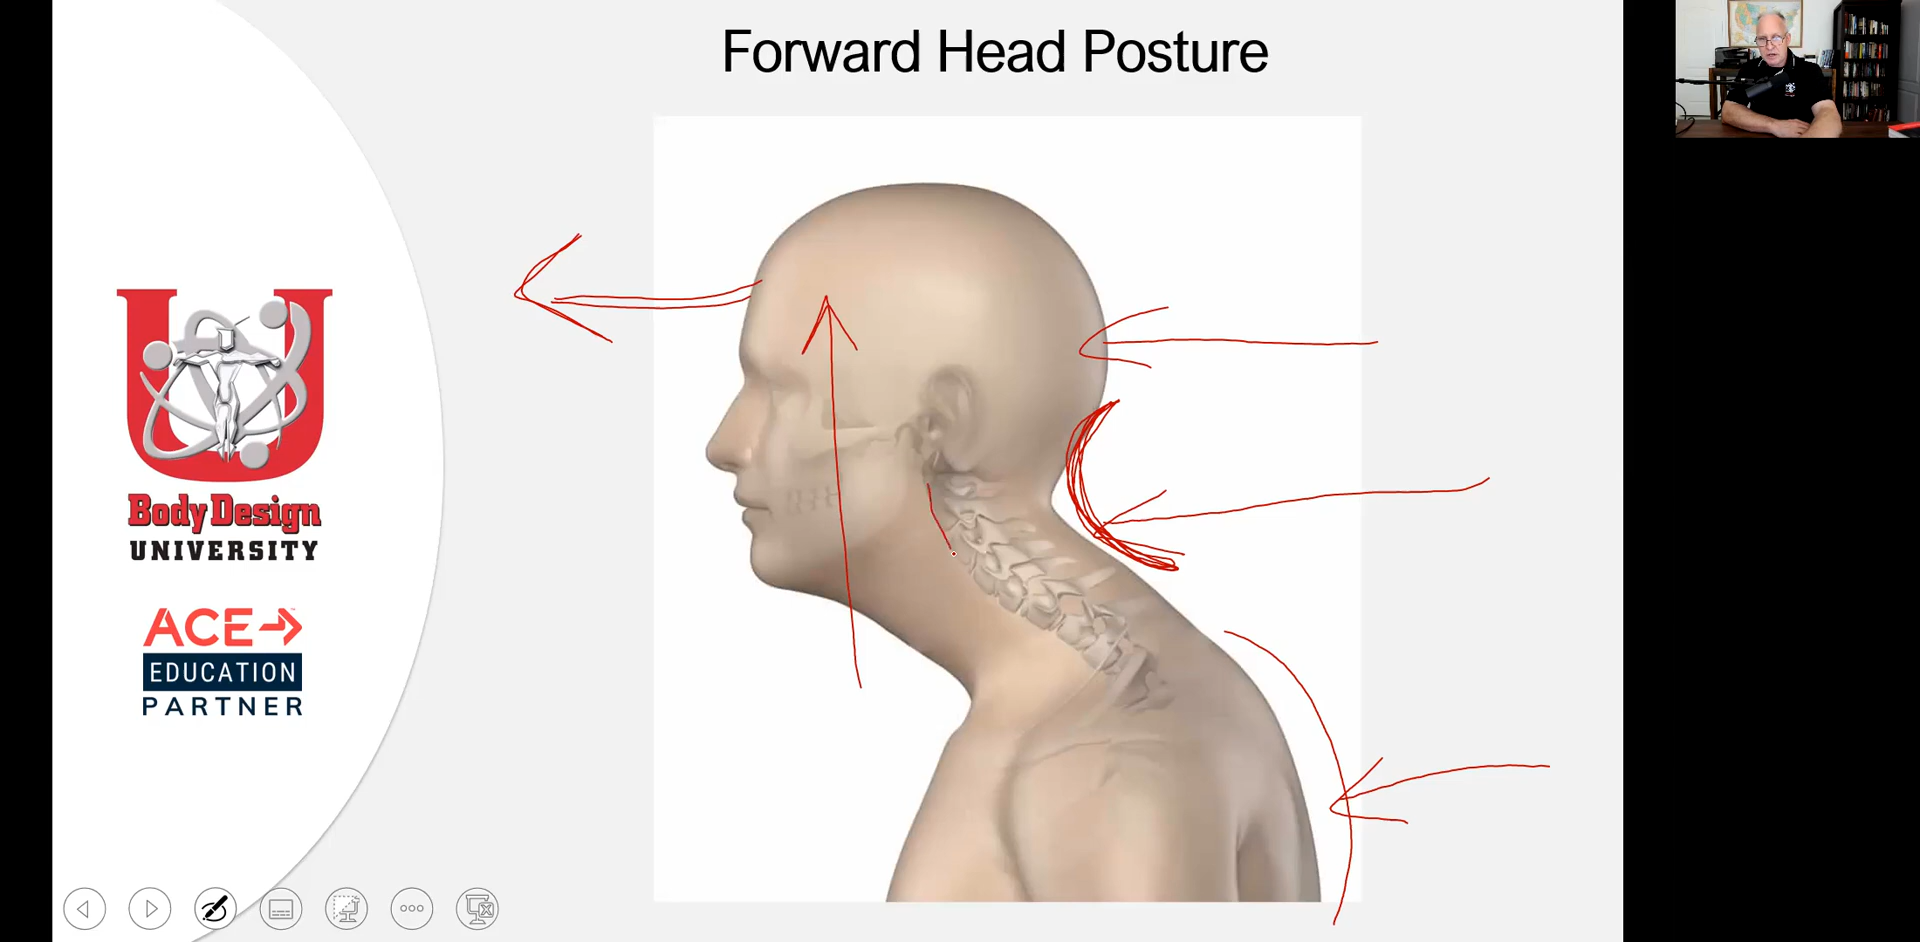 Forward Head Posture
Body Design
UNIVERSITY
ACE
EDUCATION
PARTNER